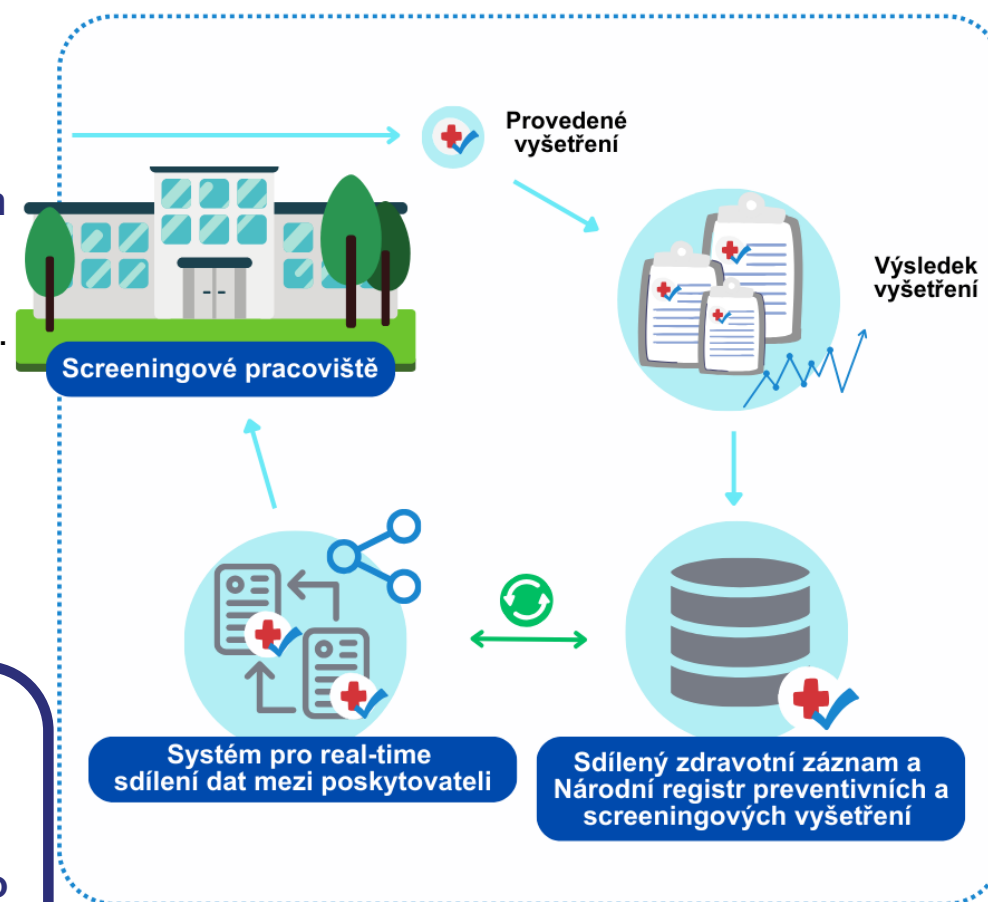 Provedené
vyšetření
Výsledek
vyšetření
Screeningové pracoviště
Systém pro real-time
sdílení dat mezi poskytovateli
Sdílený zdravotní záznam a
Národní registr preventivních a
screeningových vyšetření